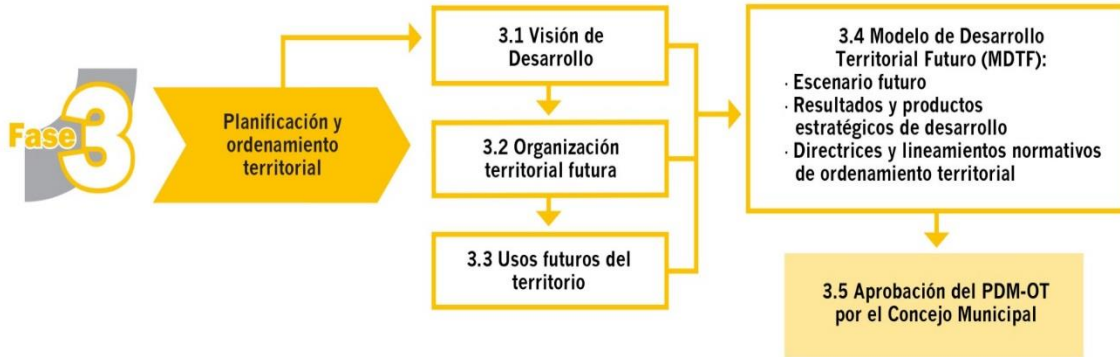 Fase 3
Planificación y
ordenamiento
territorial
3.1 Visión de
Desarrollo
3.2 Organización
territorial futura
3.3 Usos futuros del
territorio
3.4 Modelo de Desarrollo
Territorial Futuro (MDTF):
· Escenario futuro
· Resultados y productos
estratégicos de desarrollo
· Directrices y lineamientos normativos
de ordenamiento territorial
3.5 Aprobación del PDM-OT
por el Concejo Municipal